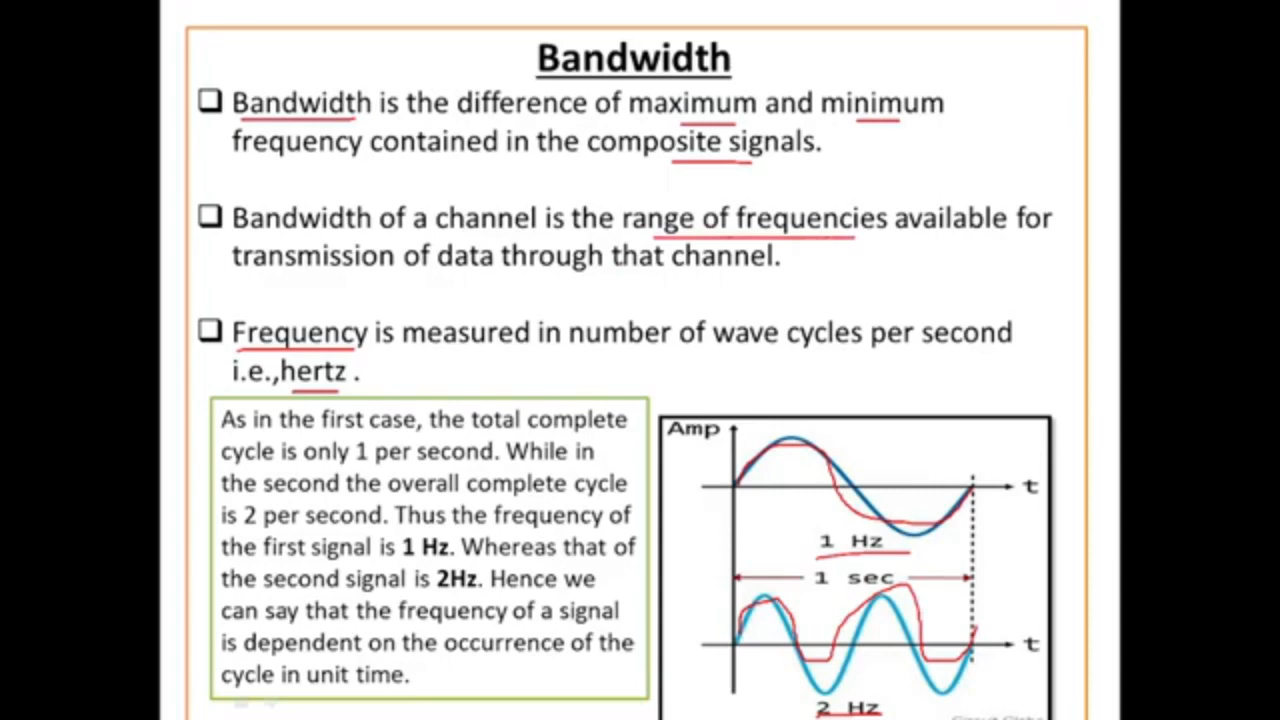 Bandwidth
❑ Bandwidth is the difference of maximum and minimum
frequency contained in the composite signals.
❑ Bandwidth of a channel is the range of frequencies available for
transmission of data through that channel.
❑ Frequency is measured in number of wave cycles per second
i.e.,hertz .
As in the first case, the total complete
cycle is only 1 per second. While in
the second the overall complete cycle
is 2 per second. Thus the frequency of
the first signal is 1 Hz. Whereas that of
the second signal is 2Hz. Hence we
can say that the frequency of a signal
is dependent on the occurrence of the
cycle in unit time.
Amp
t
1 Hz
1 sec
t
2 Hz